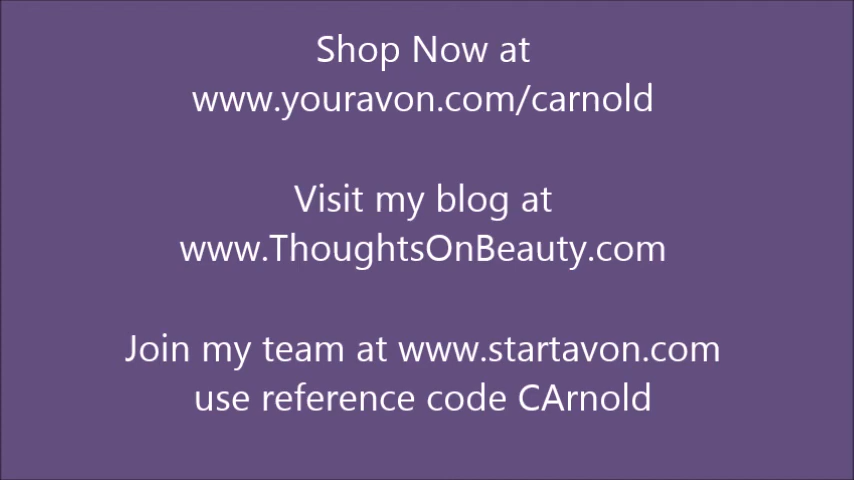 Shop Now at
www.youravon.com/carnold
Visit my blog at
www.ThoughtsOnBeauty.com
Join my team at www.startavon.com
use reference code CArnold